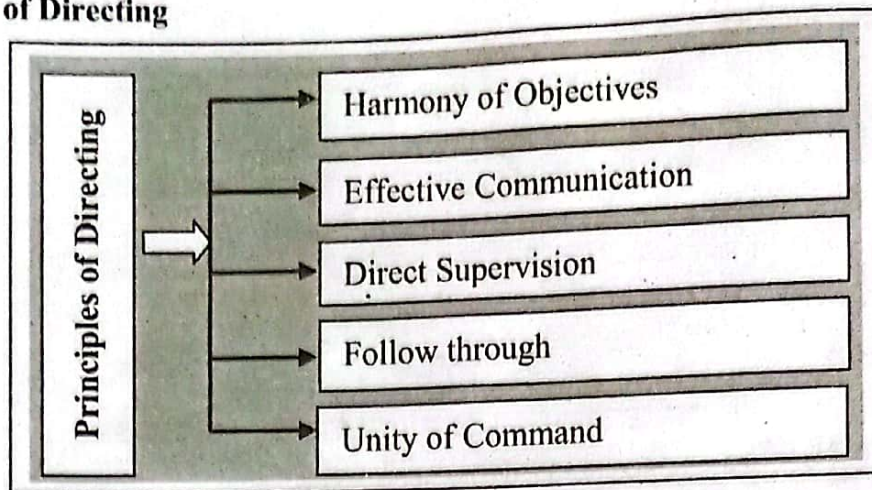 of Directing
Principles of Directing
Harmony of Objectives
Effective Communication
Direct Supervision
Follow through
Unity of Command